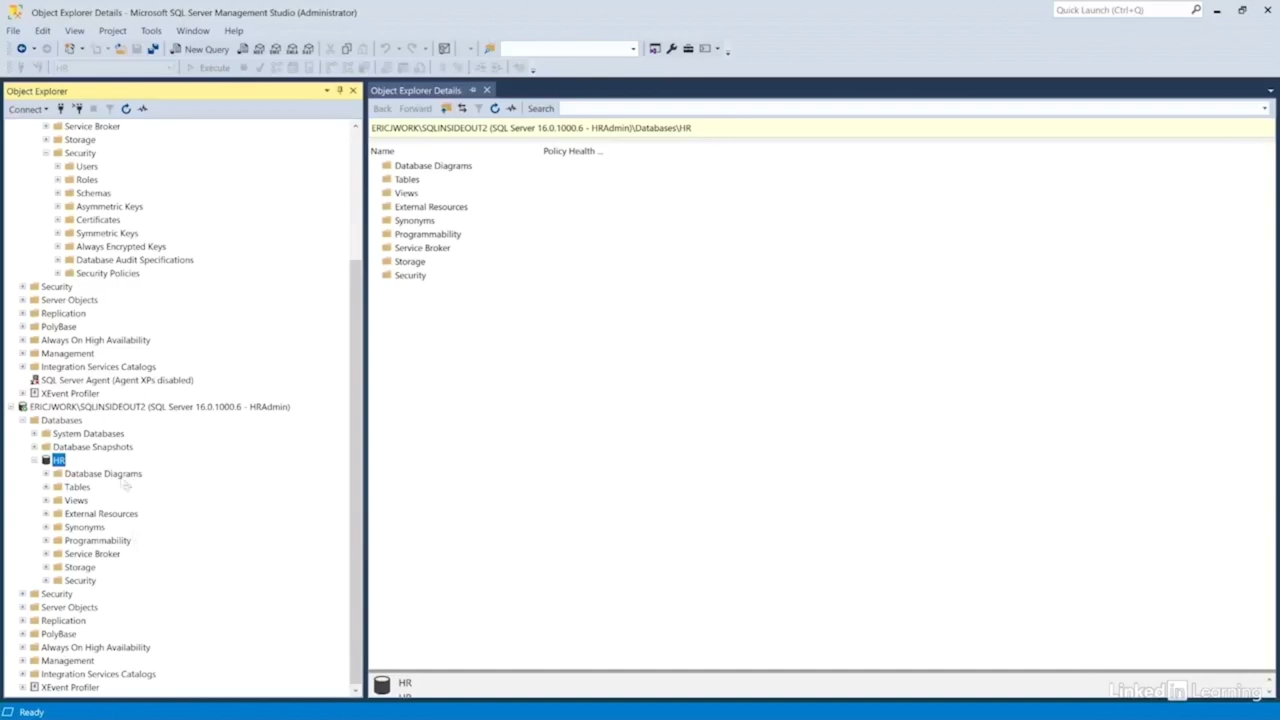 Object Explorer Details - Microsoft SQL Server Management Studio (Administrator)
Quick Launch (Ctrl+Q)
File Edit View Project Tools Window Help
New Query
HR
Execute
Object Explorer
Connect
Service Broker
Storage
Security
Users
Roles
Schemas
Asymmetric Keys
Certificates
Symmetric Keys
Always Encrypted Keys
Database Audit Specifications
Security Policies
Security
Server Objects
Replication
PolyBase
Always On High Availability
Management
Integration Services Catalogs
SQL Server Agent (Agent XPs disabled)
XEvent Profiler
ERICJWORK\SQLINSIDEOUT2 (SQL Server 16.0.1000.6 - HRAdmin)
Databases
System Databases
Database Snapshots
HR
Database Diagrams
Tables
Views
External Resources
Synonyms
Programmability
Service Broker
Storage
Security
Security
Server Objects
Replication
PolyBase
Always On High Availability
Management
Integration Services Catalogs
XEvent Profiler
Object Explorer Details
Back Forward Search
ERICJWORK\SQLINSIDEOUT2 (SQL Server 16.0.1000.6 - HRAdmin)\Databases\HR
Name Policy Health ...
Database Diagrams
Tables
Views
External Resources
Synonyms
Programmability
Service Broker
Storage
Security
HR
HR
LinkedIn Learning
Ready